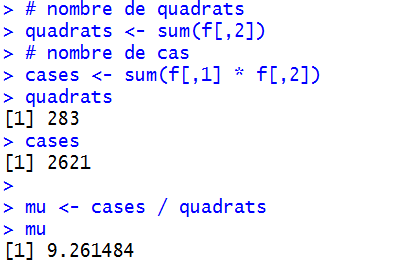 > # nombre de quadrats
> quadrats <- sum(f[,2])
> # nombre de cas
> cases <- sum(f[,1] * f[,2])
> quadrats
[1] 283
> cases
[1] 2621
>
> mu <- cases / quadrats
> mu
[1] 9.261484